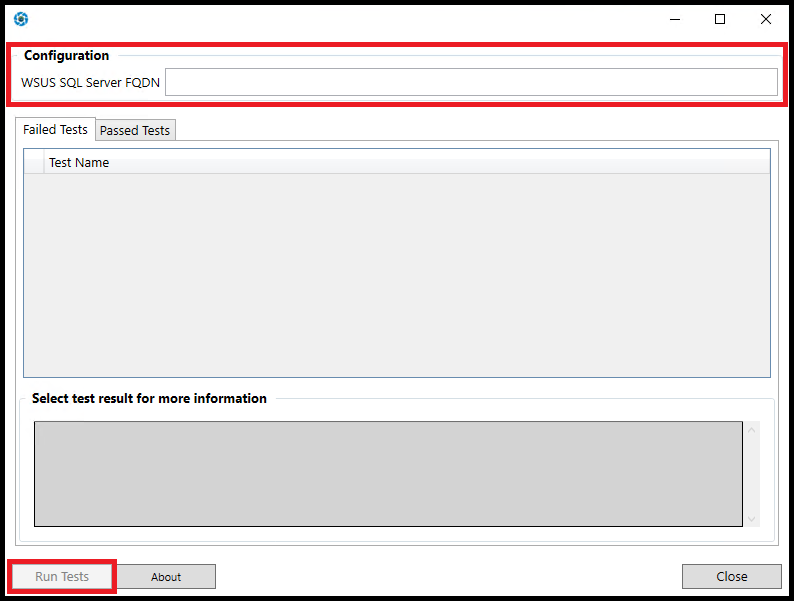 Configuration
WSUS SQL Server FQDN
Failed Tests Passed Tests
Test Name
Select test result for more information
Run Tests About Close